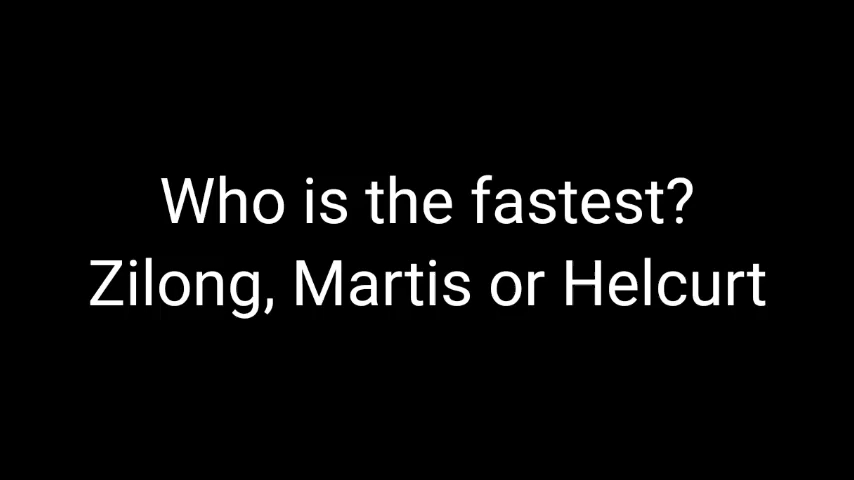 Who is the fastest?
Zilong, Martis or Helcurt